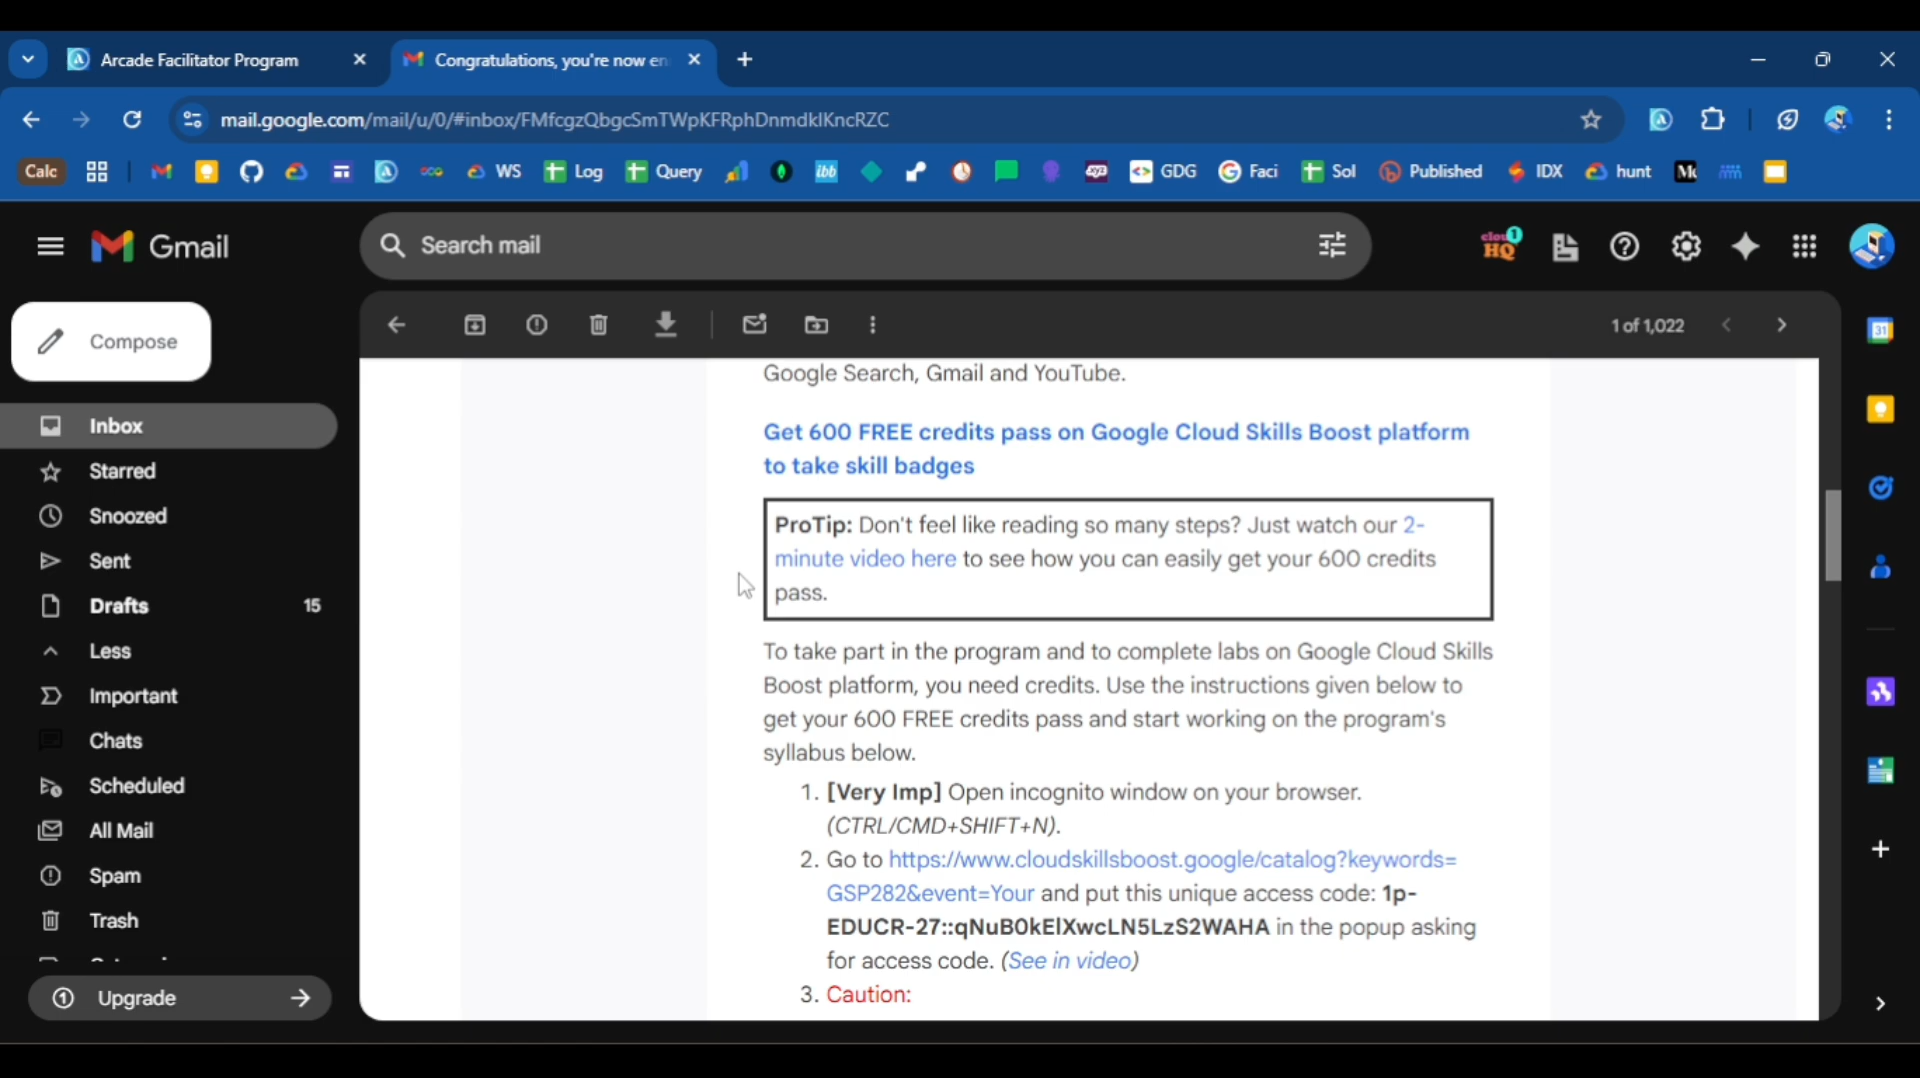 Arcade Facilitator Program
Congratulations, you're now en
mail.google.com/mail/u/0/#inbox/FMfcgzQbgcSmTWpKFRphDnmdklKncRZC
Calc
WS
Log
Query
ibb
GDG
Faci
Sol
Published
IDX
hunt
Gmail
Search mail
HQ
1
Compose
1 of 1,022
Inbox
Starred
Snoozed
Sent
Drafts 15
Less
Important
Chats
Scheduled
All Mail
Spam
Trash
Upgrade
Google Search, Gmail and YouTube.
Get 600 FREE credits pass on Google Cloud Skills Boost platform
to take skill badges
ProTip: Don't feel like reading so many steps? Just watch our 2-
minute video here to see how you can easily get your 600 credits
pass.
To take part in the program and to complete labs on Google Cloud Skills
Boost platform, you need credits. Use the instructions given below to
get your 600 FREE credits pass and start working on the program's
syllabus below.
1. [Very Imp] Open incognito window on your browser.
(CTRL/CMD+SHIFT+N).
2. Go to https://www.cloudskillsboost.google/catalog?keywords=
GSP282&event=Your and put this unique access code: 1p-
EDUCR-27::qNuB0kElXwcLN5LzS2WAHA in the popup asking
for access code. (See in video)
3. Caution:
31